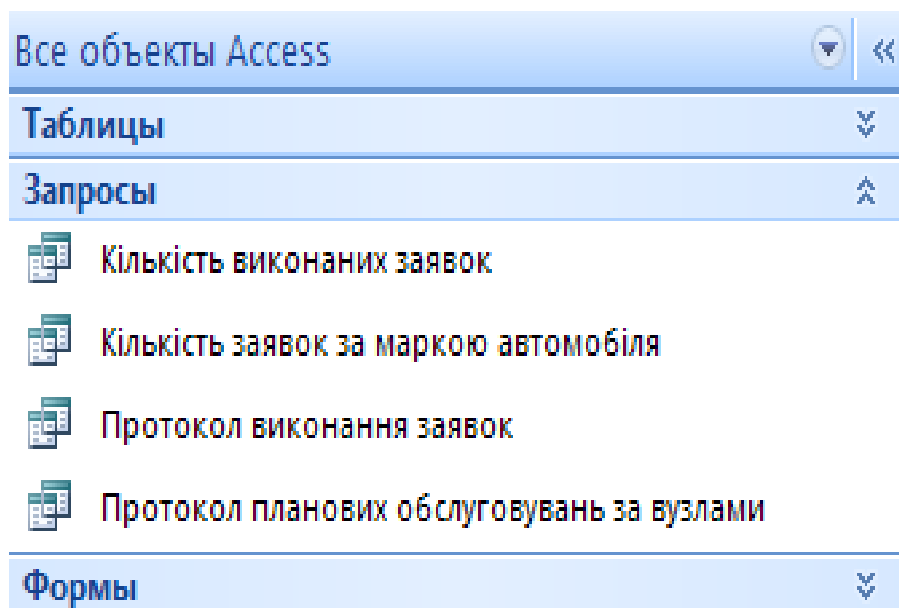 Все объекты Access
Таблицы
Запросы
Кількість виконаних заявок
Кількість заявок за маркою автомобіля
Протокол виконання заявок
Протокол планових обслуговувань за вузлами
Формы